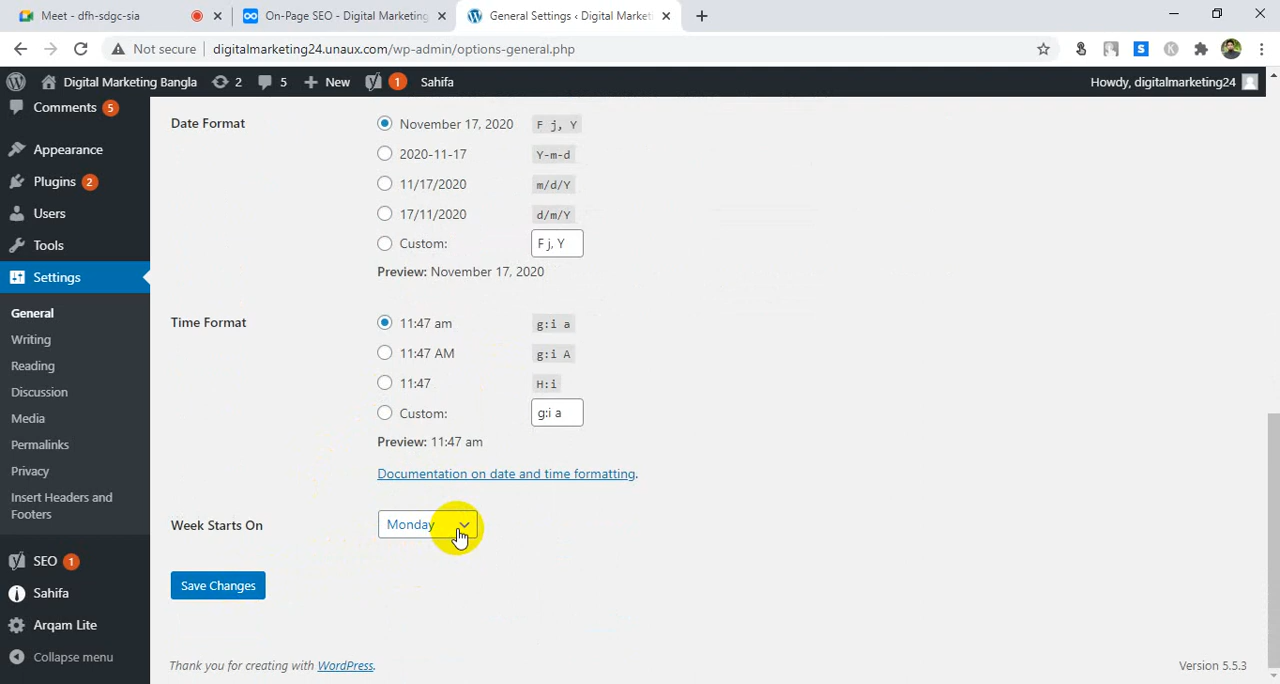 Meet - dfh-sdgc-sia
On-Page SEO - Digital Marketing
General Settings ‹ Digital Marketi
Not secure
digitalmarketing24.unaux.com/wp-admin/options-general.php
Digital Marketing Bangla
2
5
New
1
Sahifa
Howdy, digitalmarketing24
Comments 5
Appearance
Plugins 2
Users
Tools
Settings
General
Writing
Reading
Discussion
Media
Permalinks
Privacy
Insert Headers and
Footers
SEO 1
Sahifa
Arqam Lite
Collapse menu
Date Format
November 17, 2020 F j, Y
2020-11-17 Y-m-d
11/17/2020 m/d/Y
17/11/2020 d/m/Y
Custom: F j, Y
Preview: November 17, 2020
Time Format
11:47 am g:i a
11:47 AM g:i A
11:47 H:i
Custom: g:i a
Preview: 11:47 am
Documentation on date and time formatting.
Week Starts On
Monday
Save Changes
Thank you for creating with WordPress.
Version 5.5.3